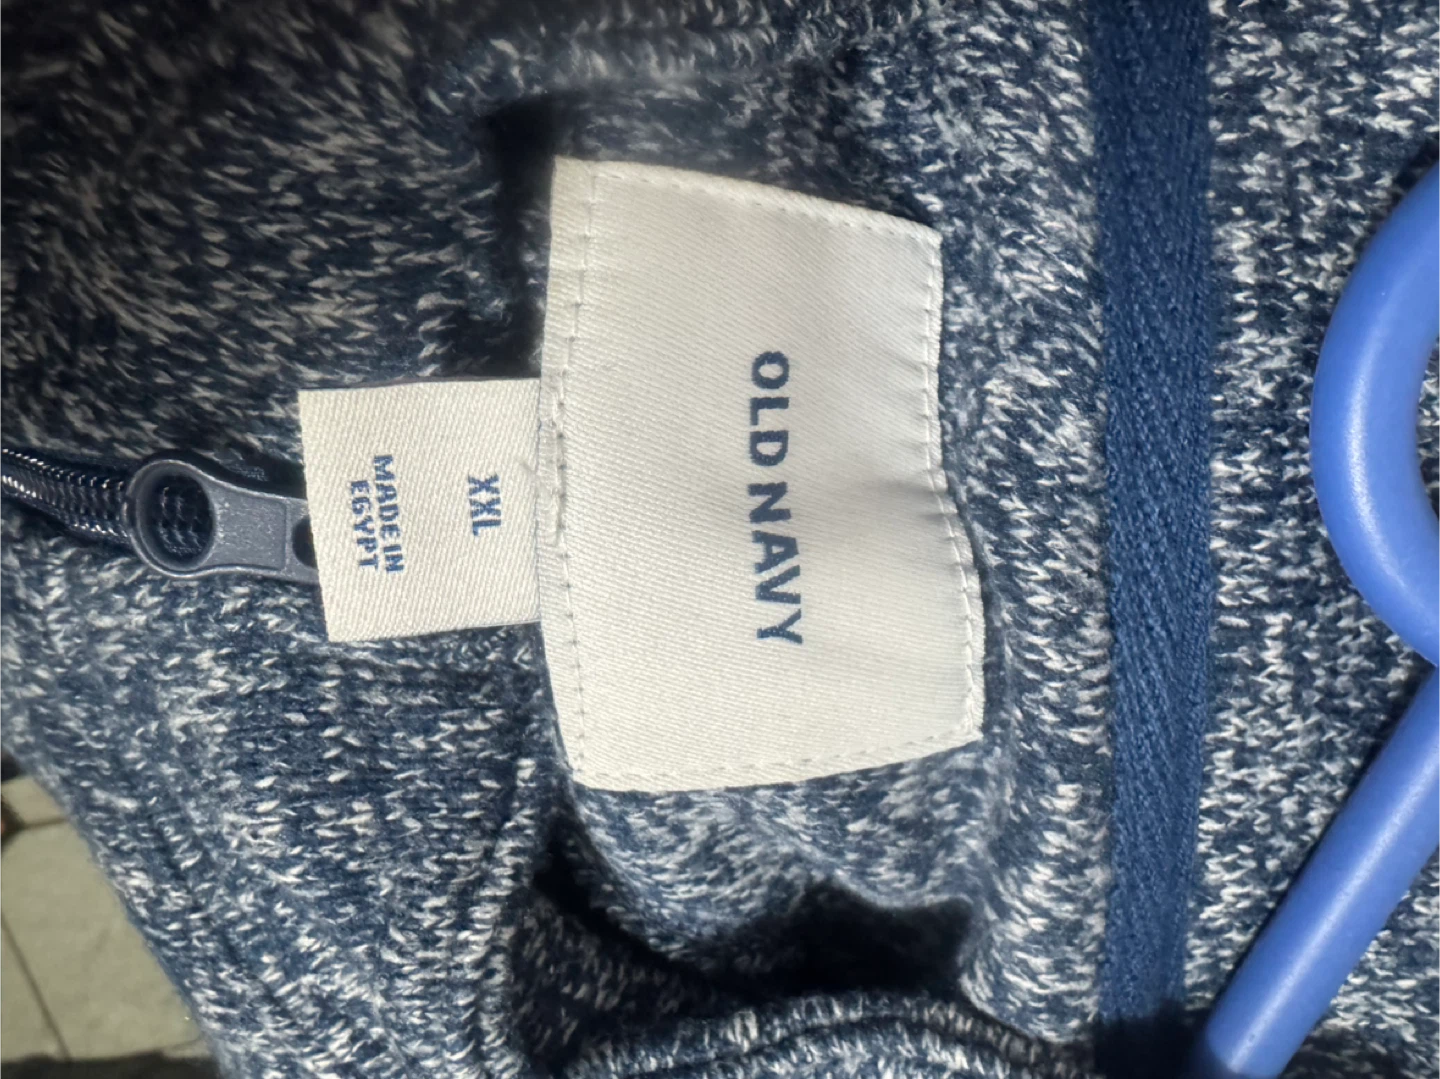 OLD NAVY
XXL
MADE IN
EGYPT